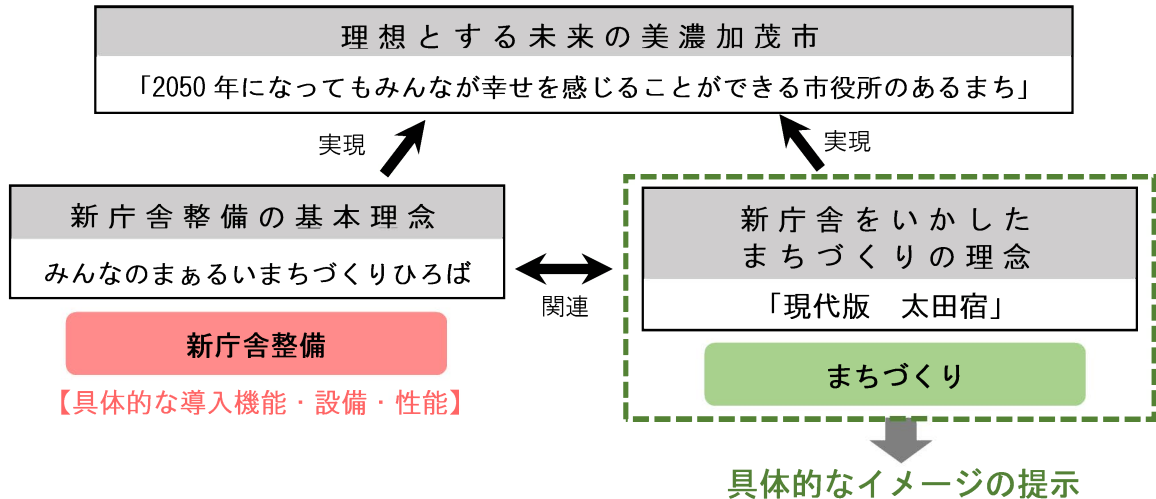 理想とする未来の美濃加茂市
「2050年になってもみんなが幸せを感じることができる市役所のあるまち」
実現
実現
新庁舎整備の基本理念
みんなのまぁるいまちづくりひろば
新庁舎整備
【具体的な導入機能・設備・性能】
関連
新庁舎をいかした
まちづくりの理念
「現代版　太田宿」
まちづくり
具体的なイメージの提示